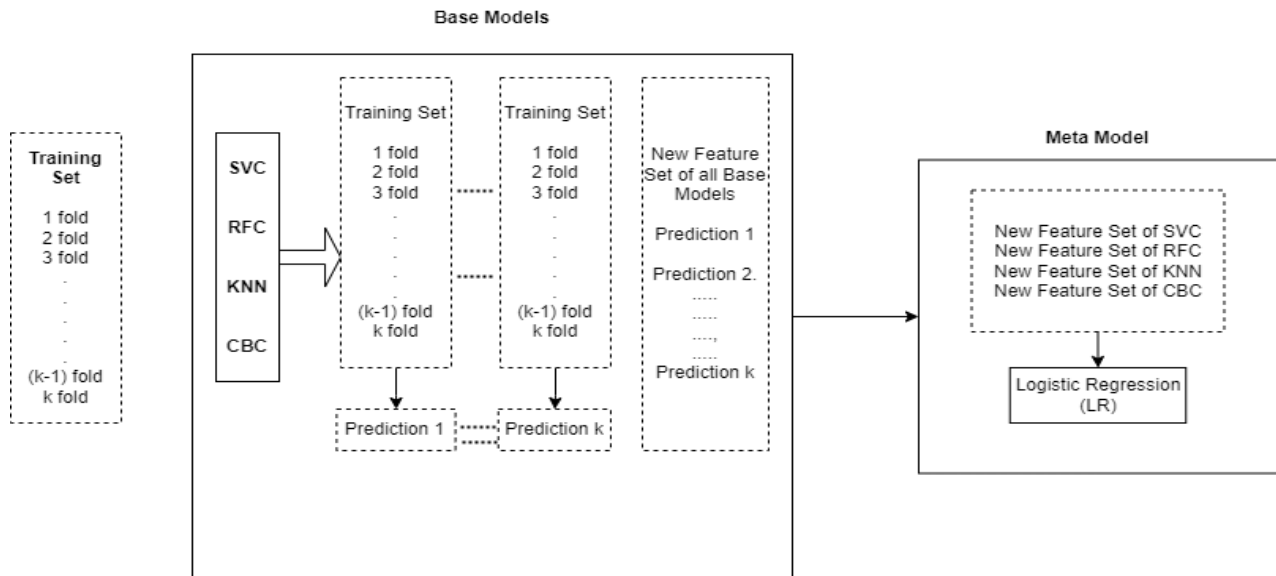 Base Models
Training
Set
1 fold
2 fold
3 fold
.
.
.
.
.
(k-1) fold
k fold
SVC
RFC
KNN
CBC
Training Set
1 fold
2 fold
3 fold
.
.
.
.
.
(k-1) fold
k fold
Prediction 1
Training Set
1 fold
2 fold
3 fold
.
.
.
.
.
(k-1) fold
k fold
Prediction k
New Feature
Set of all Base
Models
Prediction 1
Prediction 2.
.....
.....
....,
.....
Prediction k
Meta Model
New Feature Set of SVC
New Feature Set of RFC
New Feature Set of KNN
New Feature Set of CBC
Logistic Regression
(LR)